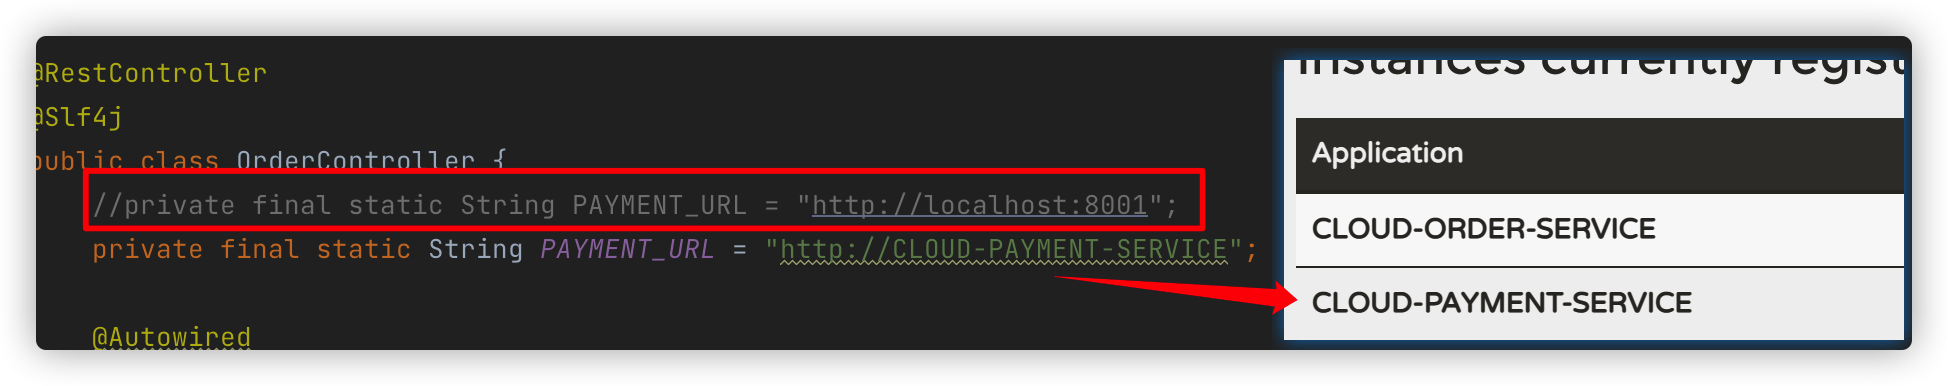 @RestController
@Slf4j
public class OrderController {
//private final static String PAYMENT_URL = "http://localhost:8001";
private final static String PAYMENT_URL = "http://CLOUD-PAYMENT-SERVICE";
@Autowired
Instances currently regist
Application
CLOUD-ORDER-SERVICE
CLOUD-PAYMENT-SERVICE